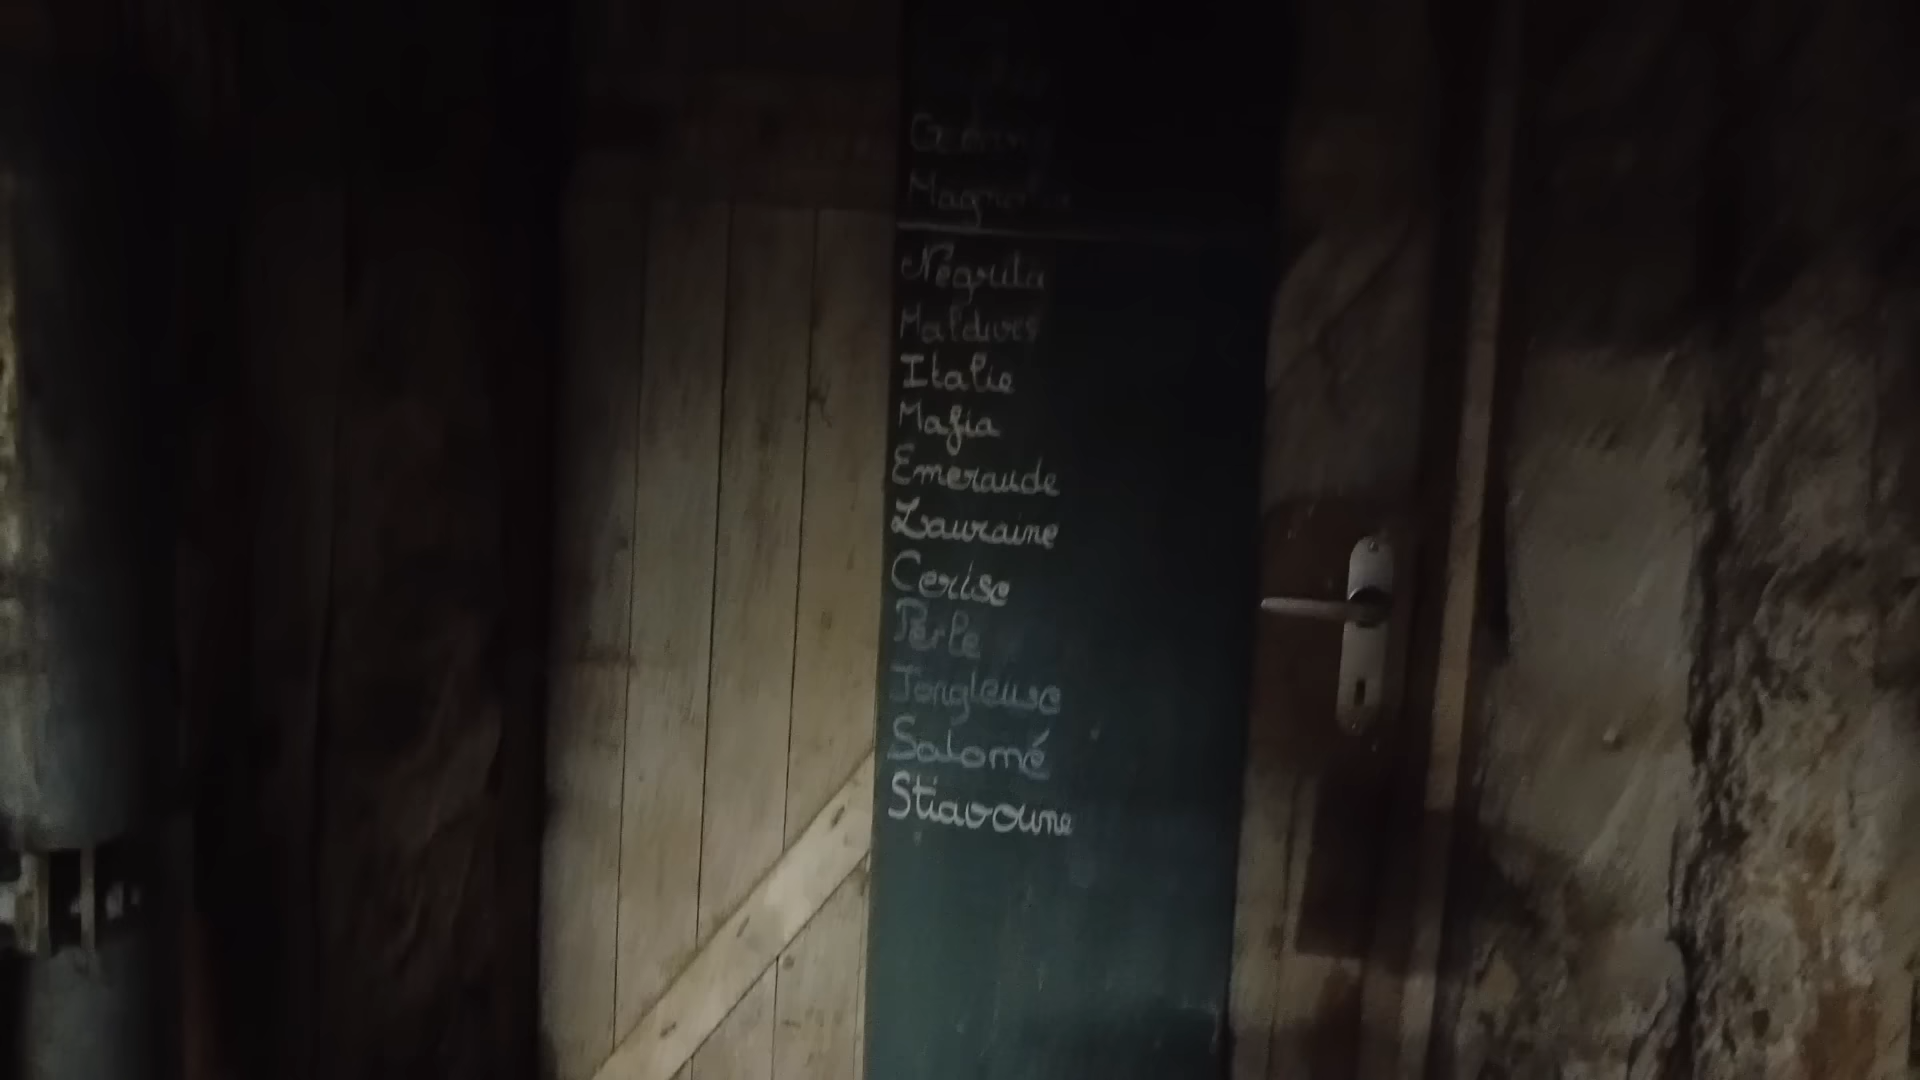 Négrita
Maldives
Italie
Mafia
Emeraude
Lauraine
Cerise
Perle
Jongleuse
Salomé
Stiavoune